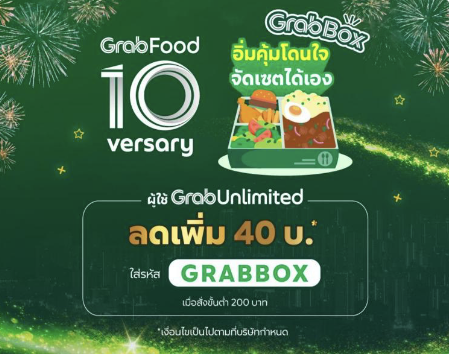 GrabFood
10
versary
GrabBox
อิ่มคุ้มโดนใจ
จัดเซตได้เอง
ผู้ใช้ GrabUnlimited
ลดเพิ่ม 40 บ.*
ใส่รหัส GRABBOX
เมื่อสั่งขั้นต่ำ 200 บาท
*เงื่อนไขเป็นไปตามที่บริษัทกำหนด